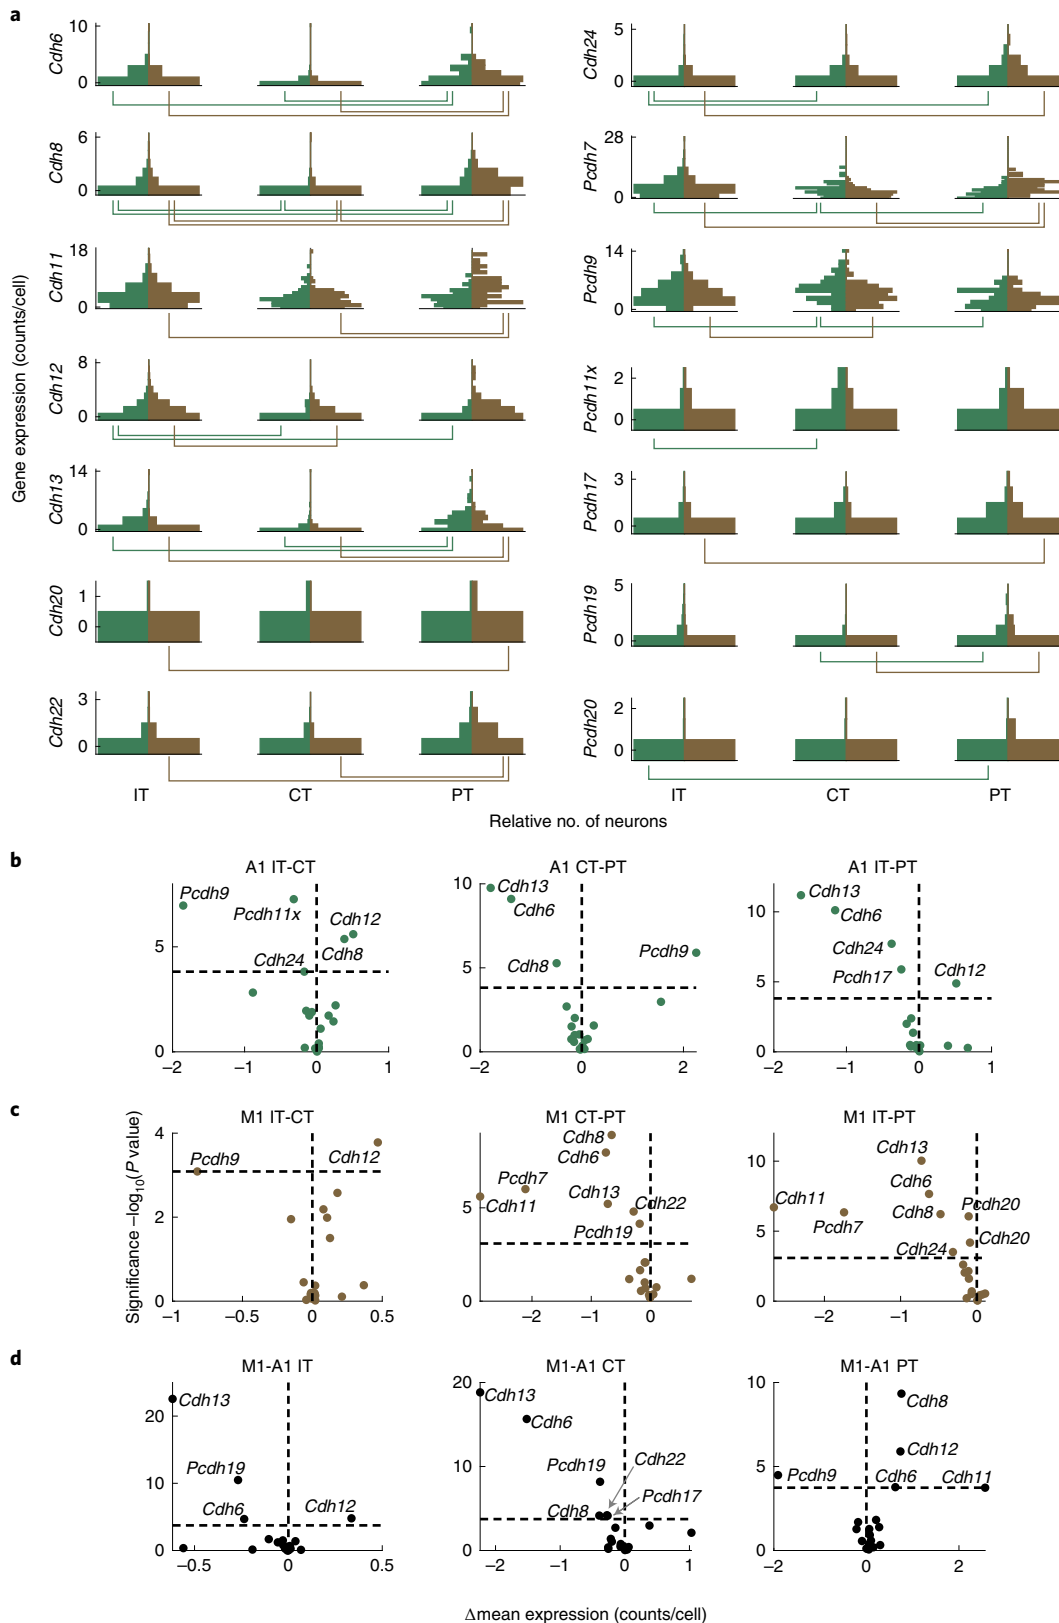 a
Gene expression (counts/cell)
Cdh6
10
0
Cdh8
6
0
Cdh11
18
0
Cdh12
8
0
Cdh13
14
0
Cdh20
1
0
Cdh22
3
0
IT CT PT
Cdh24
5
0
Pcdh7
28
0
Pcdh9
14
0
Pcdh11x
2
0
Pcdh17
3
0
Pcdh19
5
0
Pcdh20
2
0
IT CT PT
Relative no. of neurons
b
A1 IT-CT
Pcdh9
Pcdh11x
Cdh12
Cdh8
Cdh24
5
0
−2 −1 0 1
A1 CT-PT
10
Cdh13
Cdh6
Cdh8
Pcdh9
5
0
−2 0 2
A1 IT-PT
Cdh13
10
Cdh6
Cdh24
Pcdh17
Cdh12
5
0
−2 −1 0 1
c
Significance −log10(P value)
M1 IT-CT
4
Pcdh9
Cdh12
2
0
−1 −0.5 0 0.5
M1 CT-PT
Cdh8
Cdh6
Pcdh7
Cdh11
Cdh13
Cdh22
Pcdh19
5
0
−2 −1 0
M1 IT-PT
10
Cdh13
Cdh6
Cdh11
Pcdh7
Cdh8
Pcdh20
Cdh20
Cdh24
5
0
−2 −1 0
d
M1-A1 IT
Cdh13
20
Pcdh19
10
Cdh6
Cdh12
0
−0.5 0 0.5
M1-A1 CT
20
Cdh13
Cdh6
Pcdh19
Cdh22
Pcdh17
Cdh8
10
0
−2 −1 0 1
M1-A1 PT
10
Cdh8
Cdh12
Pcdh9
Cdh6
Cdh11
5
0
−2 0 2
Δmean expression (counts/cell)